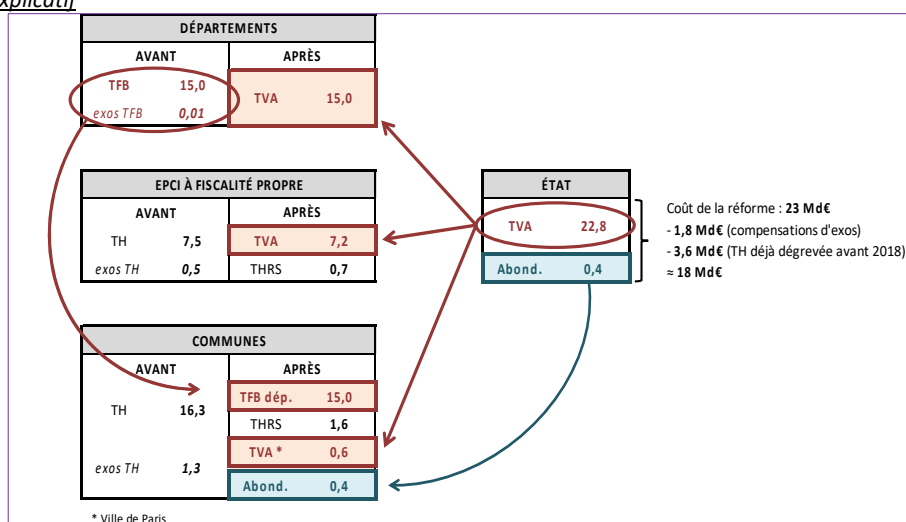 xplicatif
DÉPARTEMENTS
AVANT APRÈS
TFB 15,0
TVA 15,0
exos TFB 0,01
EPCI À FISCALITÉ PROPRE
AVANT APRÈS
TH 7,5 TVA 7,2
exos TH 0,5 THRS 0,7
ÉTAT
TVA 22,8
Abond. 0,4
Coût de la réforme : 23 Md€
- 1,8 Md€ (compensations d'exos)
- 3,6 Md€ (TH déjà dégrevée avant 2018)
≈ 18 Md€
COMMUNES
AVANT APRÈS
TFB dép. 15,0
TH 16,3
THRS 1,6
TVA * 0,6
exos TH 1,3
Abond. 0,4
* Ville de Paris